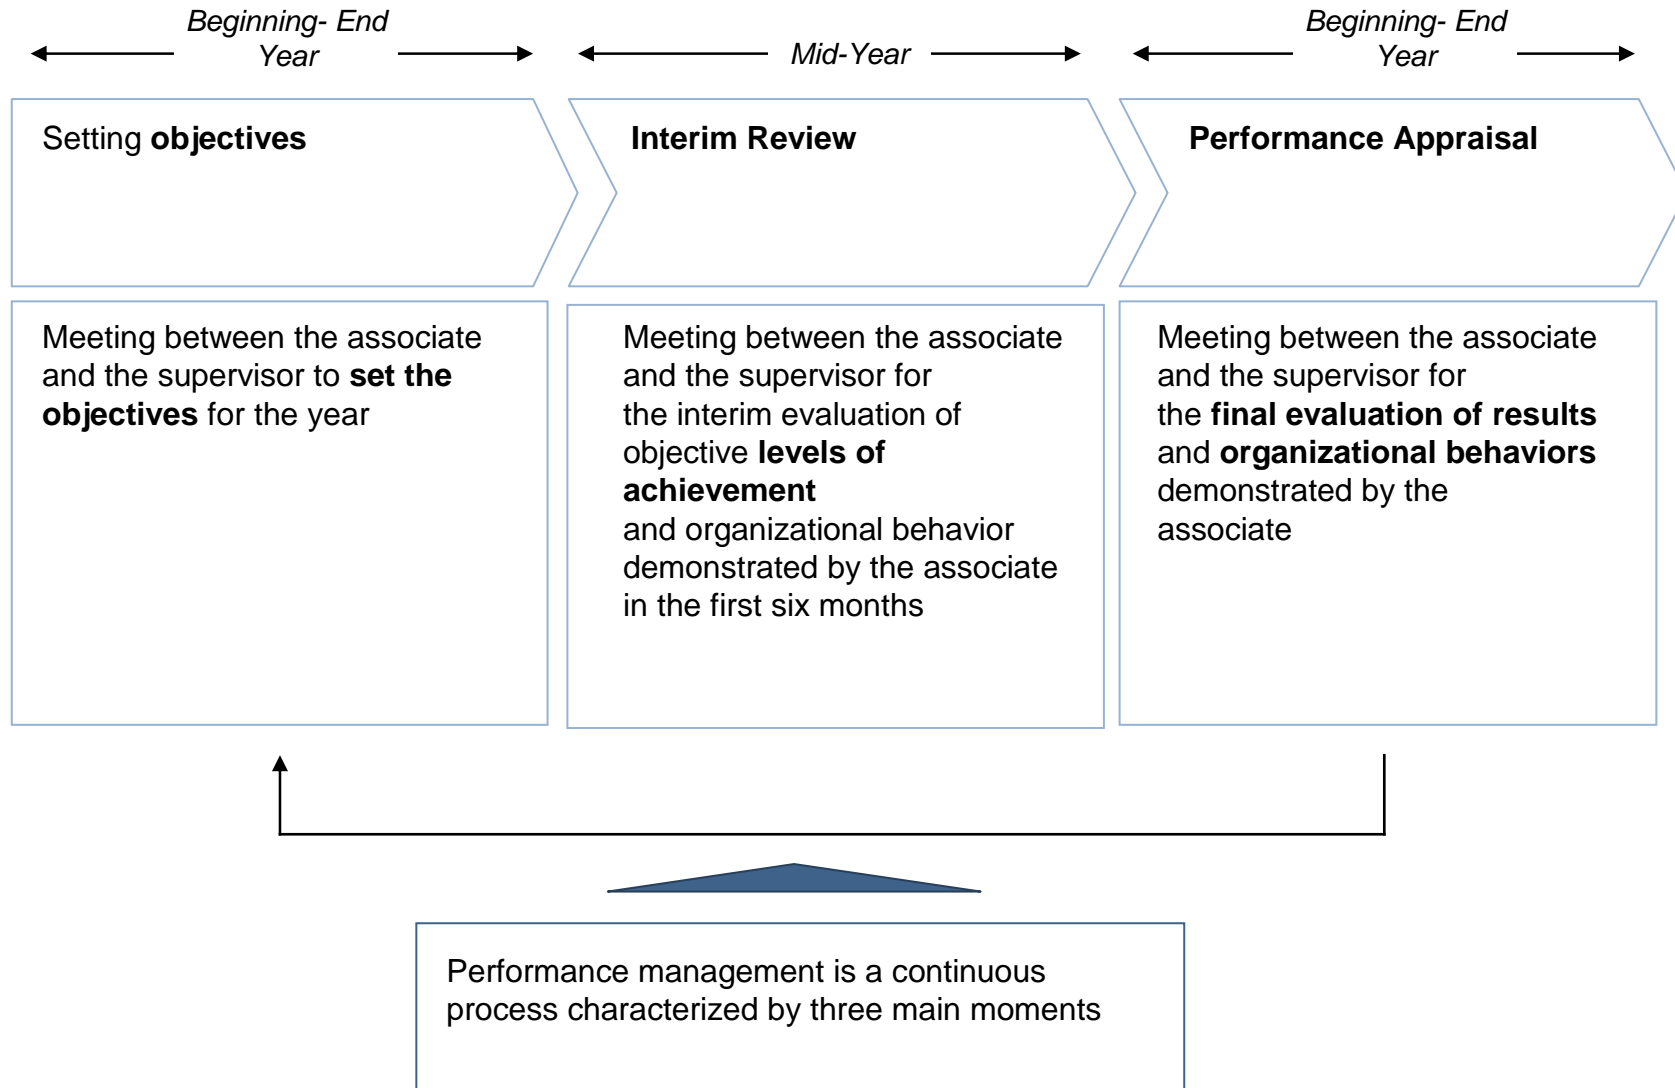 Beginning- End
Year
Mid-Year
Beginning- End
Year
Setting objectives
Interim Review
Performance Appraisal
Meeting between the associate
and the supervisor to set the
objectives for the year
Meeting between the associate
and the supervisor for
the interim evaluation of
objective levels of
achievement
and organizational behavior
demonstrated by the associate
in the first six months
Meeting between the associate
and the supervisor for
the final evaluation of results
and organizational behaviors
demonstrated by the
associate
Performance management is a continuous
process characterized by three main moments